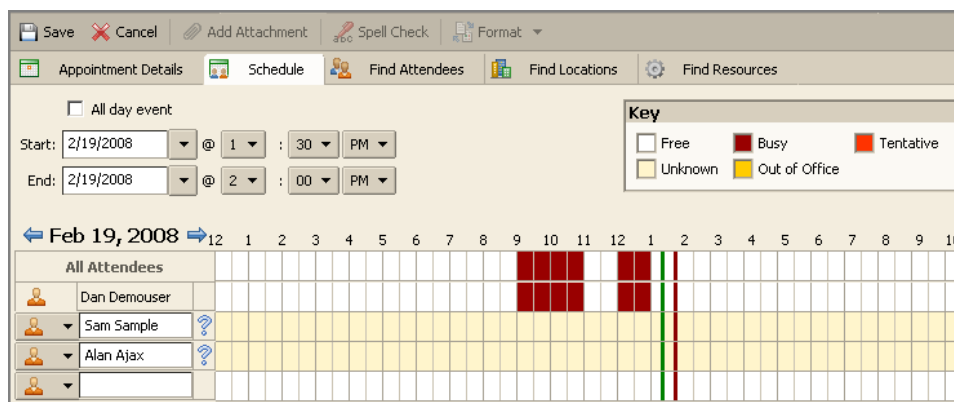 Save Cancel Add Attachment abc Spell Check Format
Appointment Details Schedule Find Attendees Find Locations Find Resources
All day event
Key
Start: 2/19/2008 @ 1 : 30 PM
Free Busy Tentative
End: 2/19/2008 @ 2 : 00 PM
Unknown Out of Office
Feb 19, 2008 12 1 2 3 4 5 6 7 8 9 10 11 12 1 2 3 4 5 6 7 8 9 10
All Attendees
Dan Demouser
Sam Sample ?
Alan Ajax ?